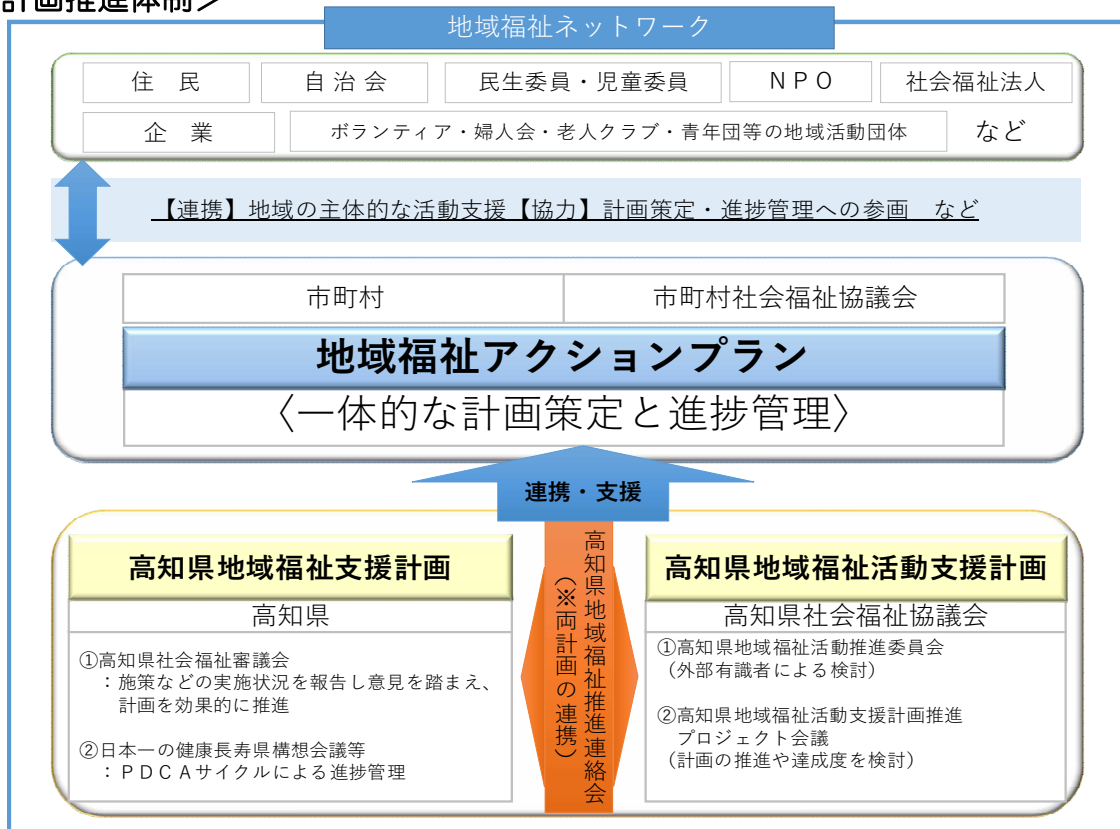 計画推進体制＞
地域福祉ネットワーク
住　民
自 治 会
民生委員・児童委員
ＮＰＯ
社会福祉法人
企　業
ボランティア・婦人会・老人クラブ・青年団等の地域活動団体
など
【連携】地域の主体的な活動支援【協力】計画策定・進捗管理への参画　など
市町村
市町村社会福祉協議会
地域福祉アクションプラン
〈一体的な計画策定と進捗管理〉
連携・支援
高知県地域福祉支援計画
高知県
①高知県社会福祉審議会
：施策などの実施状況を報告し意見を踏まえ、
計画を効果的に推進
②日本一の健康長寿県構想会議等
：ＰＤＣＡサイクルによる進捗管理
高知県地域福祉推進連絡会
（※両計画の連携）
高知県地域福祉活動支援計画
高知県社会福祉協議会
①高知県地域福祉活動推進委員会
（外部有識者による検討）
②高知県地域福祉活動支援計画推進
プロジェクト会議
（計画の推進や達成度を検討）